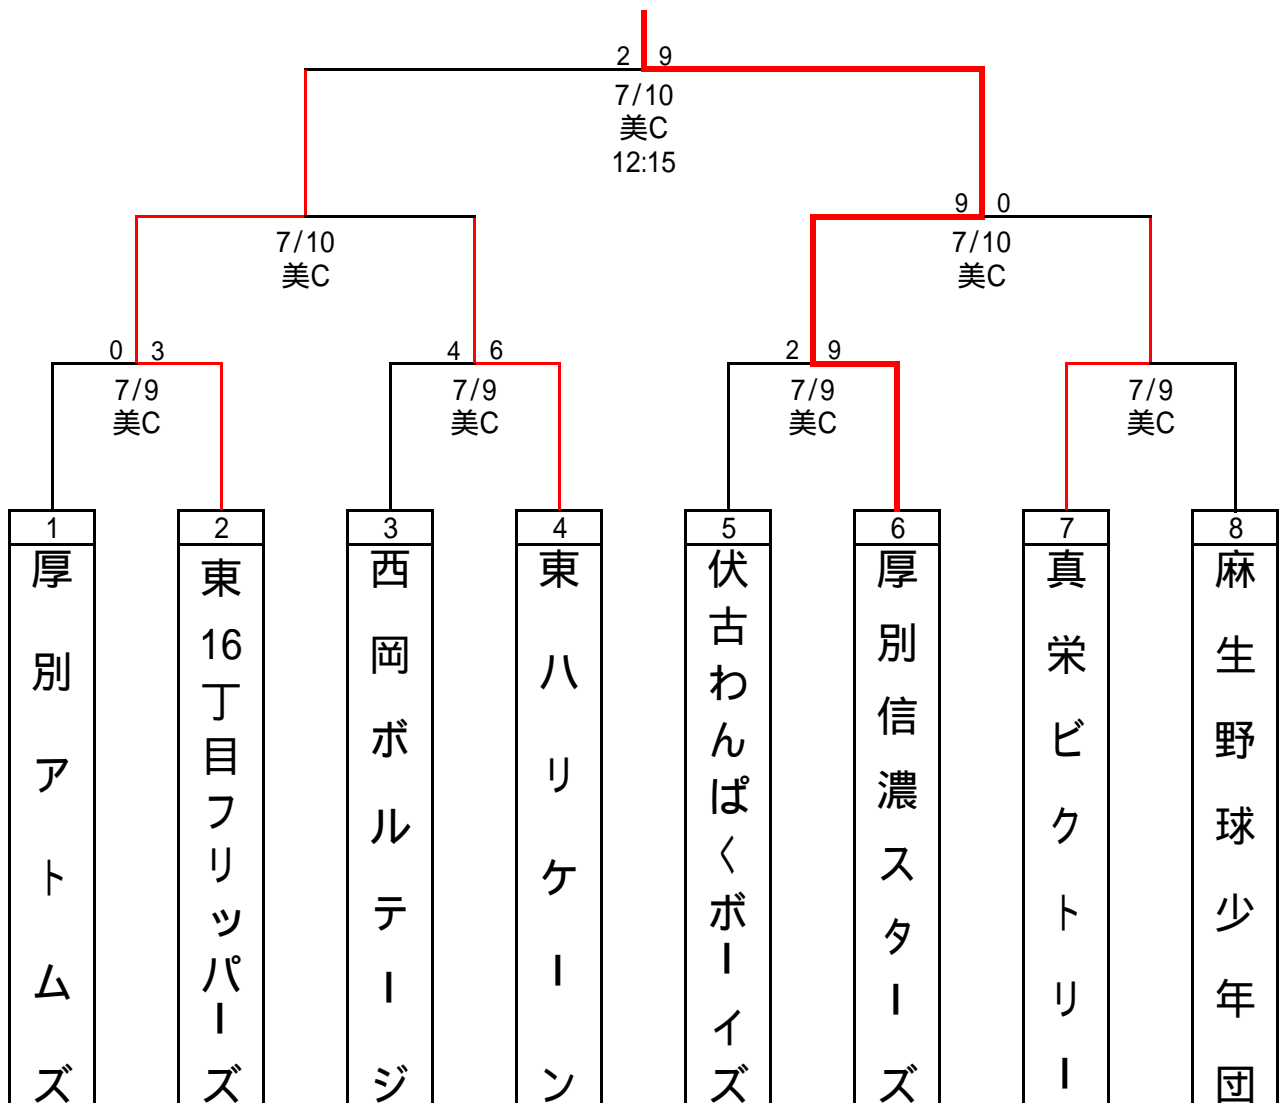 2 9
7/10
美C
12:15
9 0
7/10
美C
7/10
美C
0 3
7/9
美C
4 6
7/9
美C
2 9
7/9
美C
7/9
美C
1
厚別アトムズ
2
東16丁目フリッパーズ
3
西岡ボルテージ
4
東ハリケーン
5
伏古わんぱくボーイズ
6
厚別信濃スターズ
7
真栄ビクトリー
8
麻生野球少年団